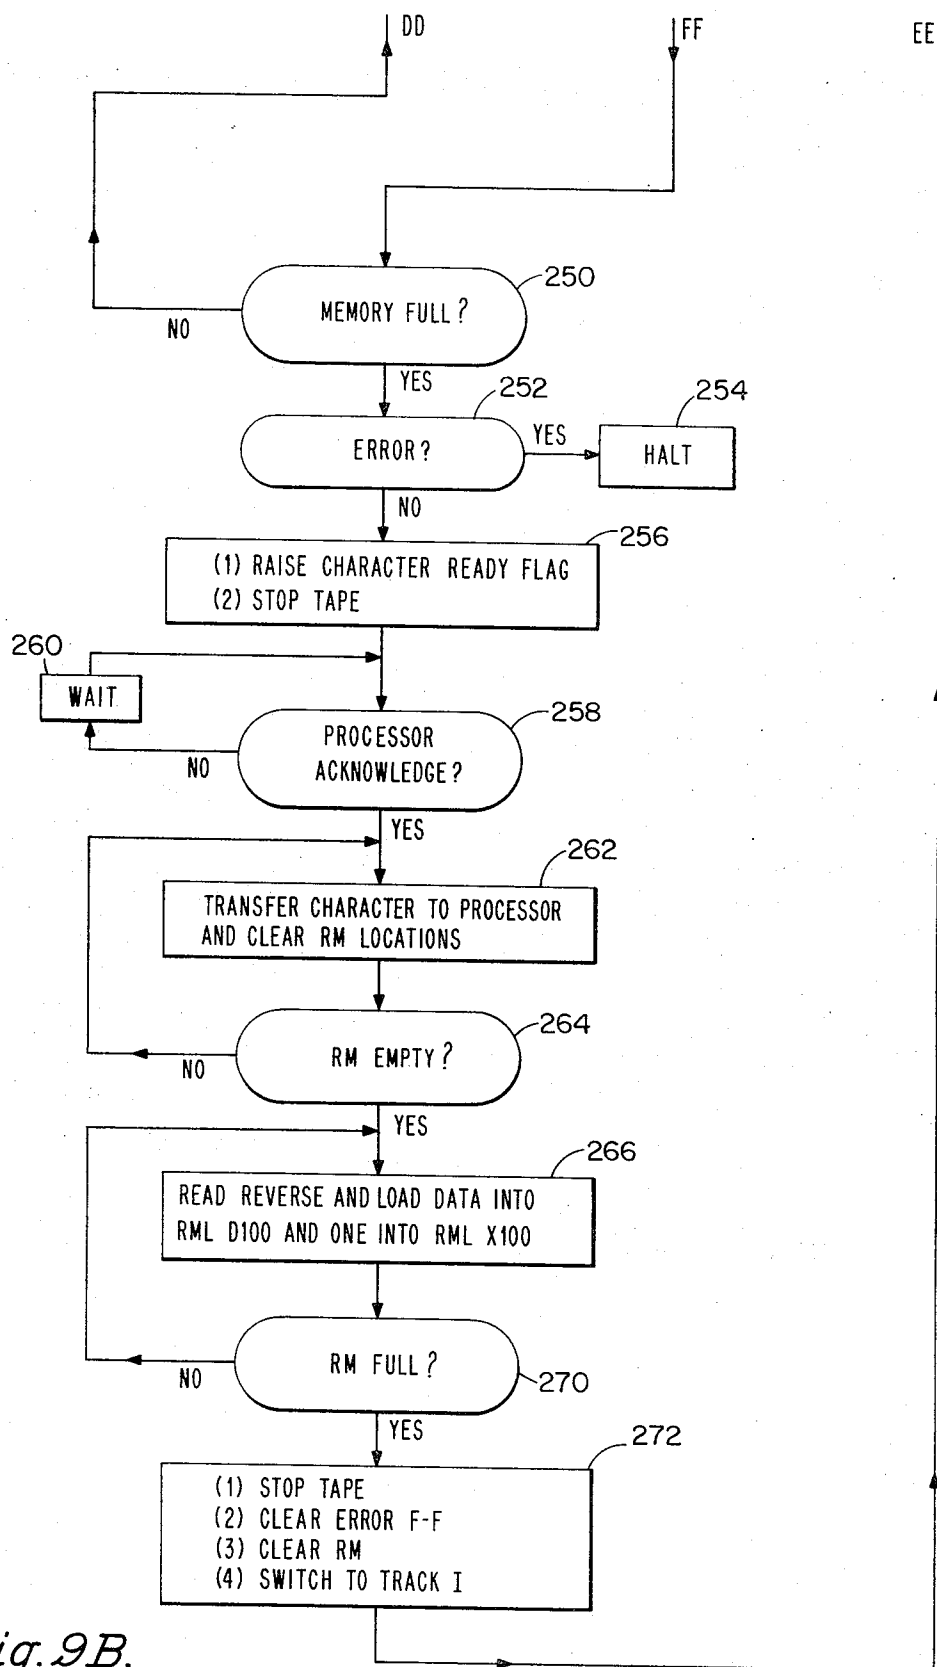 DD
FF
EE
250
MEMORY FULL?
NO
YES
252
254
ERROR?
YES
HALT
NO
256
(1) RAISE CHARACTER READY FLAG
(2) STOP TAPE
260
WAIT
258
PROCESSOR
ACKNOWLEDGE?
NO
YES
262
TRANSFER CHARACTER TO PROCESSOR
AND CLEAR RM LOCATIONS
264
RM EMPTY?
NO
YES
266
READ REVERSE AND LOAD DATA INTO
RML D100 AND ONE INTO RML X100
RM FULL?
NO
270
YES
272
(1) STOP TAPE
(2) CLEAR ERROR F-F
(3) CLEAR RM
(4) SWITCH TO TRACK I
ig. 9B.